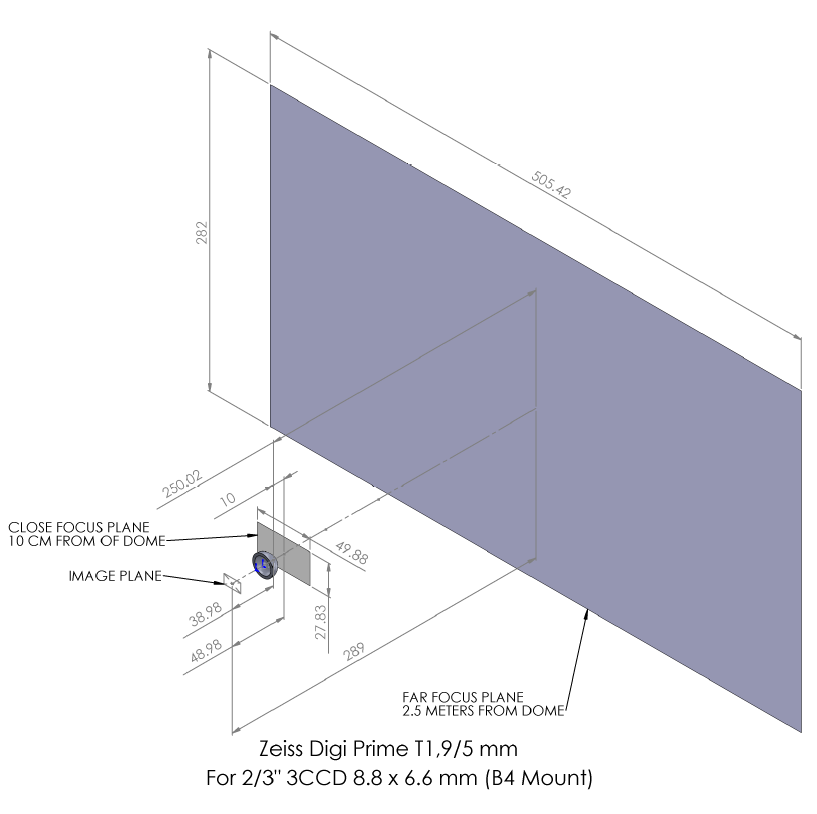 505.42
282
250.02
10
CLOSE FOCUS PLANE
10 CM FROM OF DOME
49.88
IMAGE PLANE
38.98
27.83
48.98
289
FAR FOCUS PLANE
2.5 METERS FROM DOME
Zeiss Digi Prime T1,9/5 mm
For 2/3" 3CCD 8.8 x 6.6 mm (B4 Mount)